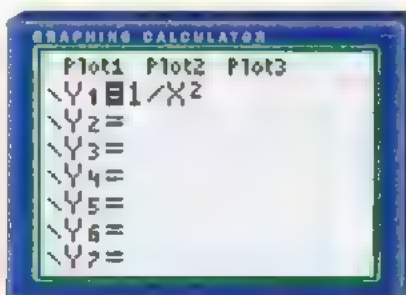 GRAPHING CALCULATOR
Plot1 Plot2 Plot3
\Y1=1/X²
\Y2=
\Y3=
\Y4=
\Y5=
\Y6=
\Y7=